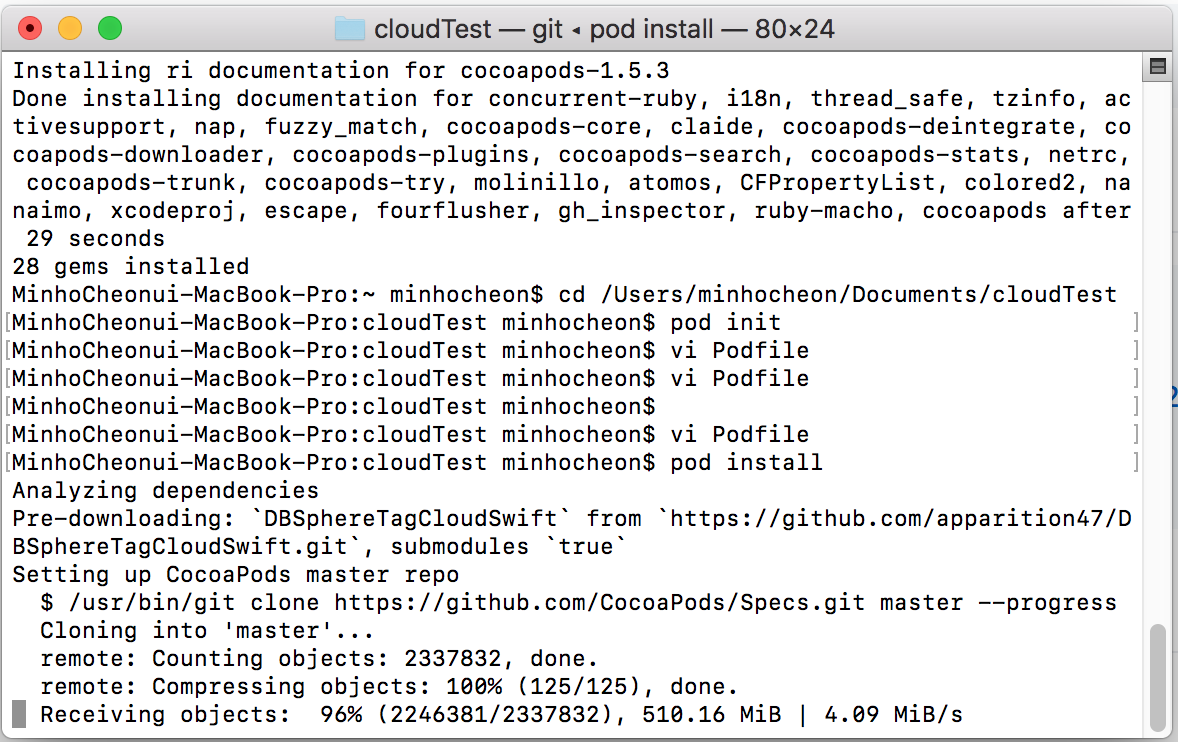 cloudTest — git ◂ pod install — 80×24
Installing ri documentation for cocoapods-1.5.3
Done installing documentation for concurrent-ruby, i18n, thread_safe, tzinfo, ac
tivesupport, nap, fuzzy_match, cocoapods-core, claide, cocoapods-deintegrate, co
coapods-downloader, cocoapods-plugins, cocoapods-search, cocoapods-stats, netrc,
 cocoapods-trunk, cocoapods-try, molinillo, atomos, CFPropertyList, colored2, na
naimo, xcodeproj, escape, fourflusher, gh_inspector, ruby-macho, cocoapods after
 29 seconds
28 gems installed
MinhoCheonui-MacBook-Pro:~ minhocheon$ cd /Users/minhocheon/Documents/cloudTest
[MinhoCheonui-MacBook-Pro:cloudTest minhocheon$ pod init ]
[MinhoCheonui-MacBook-Pro:cloudTest minhocheon$ vi Podfile ]
[MinhoCheonui-MacBook-Pro:cloudTest minhocheon$ vi Podfile ]
[MinhoCheonui-MacBook-Pro:cloudTest minhocheon$ ]
[MinhoCheonui-MacBook-Pro:cloudTest minhocheon$ vi Podfile ]
[MinhoCheonui-MacBook-Pro:cloudTest minhocheon$ pod install ]
Analyzing dependencies
Pre-downloading: `DBSphereTagCloudSwift` from `https://github.com/apparition47/D
BSphereTagCloudSwift.git`, submodules `true`
Setting up CocoaPods master repo
  $ /usr/bin/git clone https://github.com/CocoaPods/Specs.git master --progress
  Cloning into 'master'...
  remote: Counting objects: 2337832, done.
  remote: Compressing objects: 100% (125/125), done.
  Receiving objects:  96% (2246381/2337832), 510.16 MiB | 4.09 MiB/s